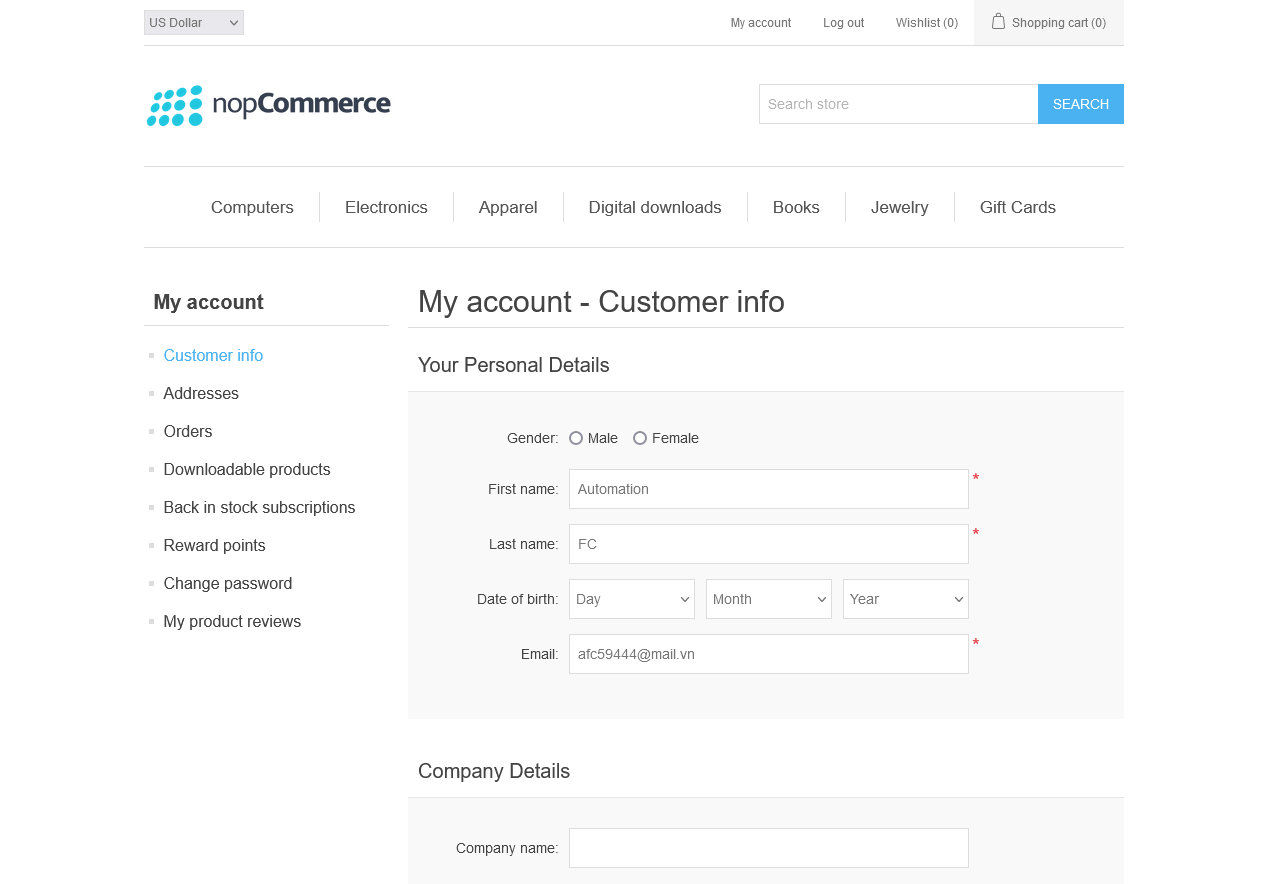 US Dollar My account Log out Wishlist (0) Shopping cart (0)
nopCommerce Search store SEARCH
Computers Electronics Apparel Digital downloads Books Jewelry Gift Cards
My account
Customer info
Addresses
Orders
Downloadable products
Back in stock subscriptions
Reward points
Change password
My product reviews
My account - Customer info
Your Personal Details
Gender: Male Female
First name: Automation *
Last name: FC *
Date of birth: Day Month Year
Email: afc59444@mail.vn *
Company Details
Company name: